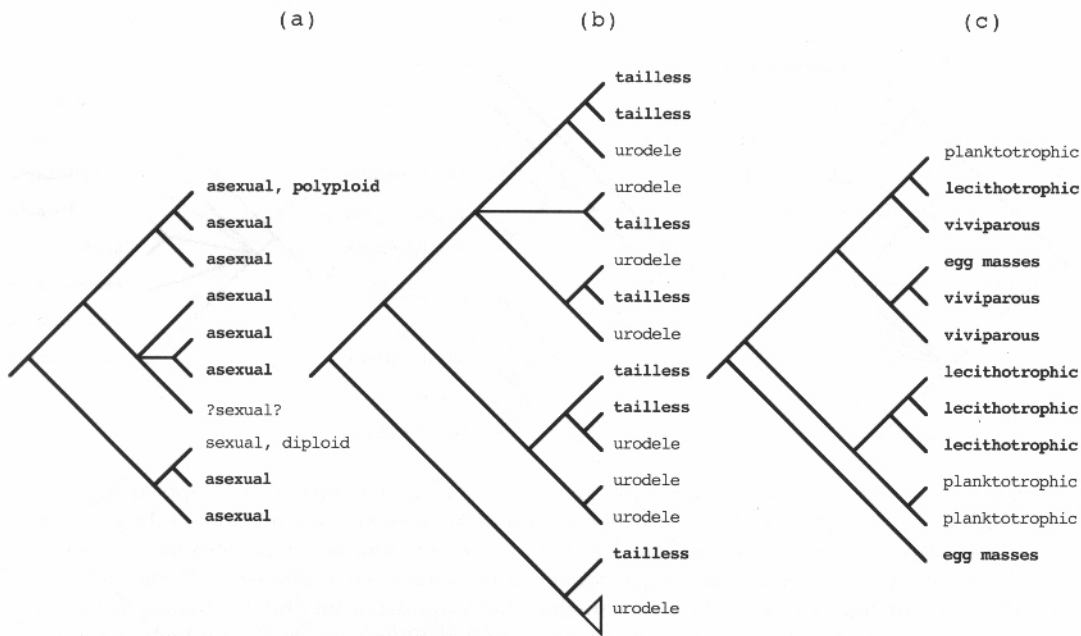 (a)
asexual, polyploid
asexual
asexual
asexual
asexual
asexual
?sexual?
sexual, diploid
asexual
asexual
(b)
tailless
tailless
urodele
urodele
tailless
urodele
tailless
urodele
tailless
tailless
urodele
urodele
urodele
tailless
urodele
(c)
planktotrophic
lecithotrophic
viviparous
egg masses
viviparous
viviparous
lecithotrophic
lecithotrophic
lecithotrophic
planktotrophic
planktotrophic
egg masses